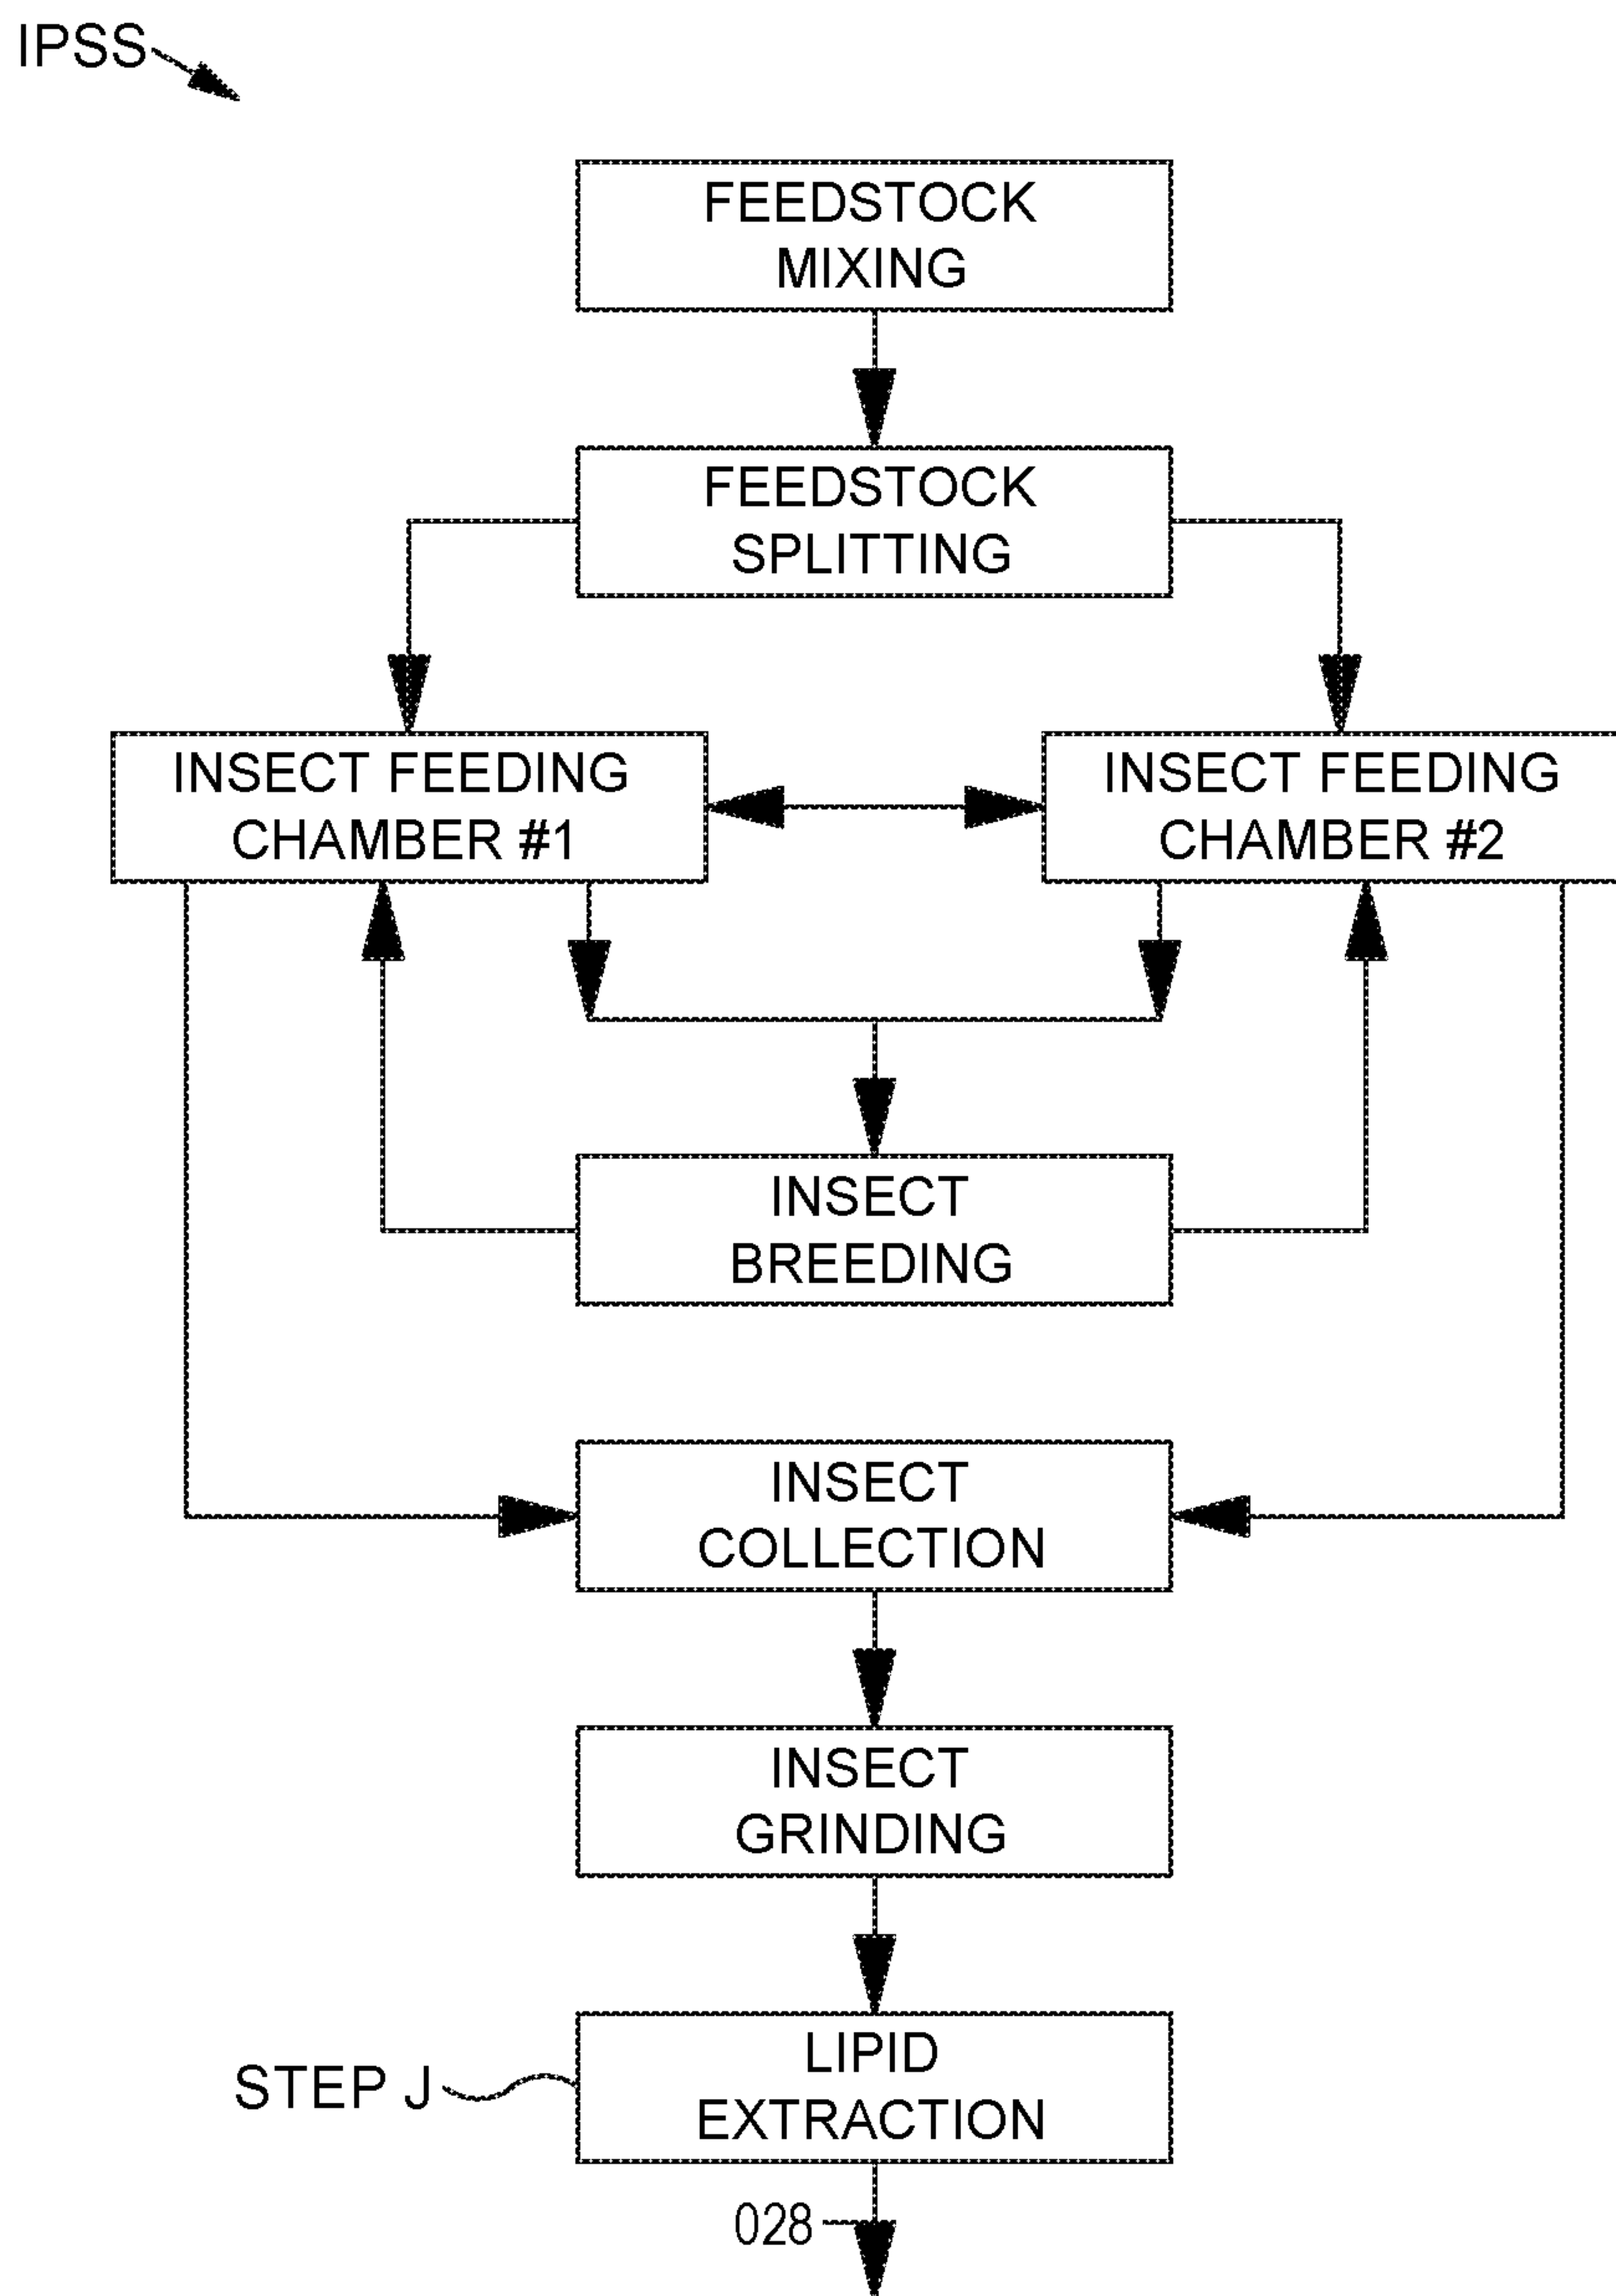 IPSS
FEEDSTOCK
MIXING
FEEDSTOCK
SPLITTING
INSECT FEEDING
CHAMBER #1
INSECT FEEDING
CHAMBER #2
INSECT
BREEDING
INSECT
COLLECTION
INSECT
GRINDING
LIPID
EXTRACTION
STEP J
028